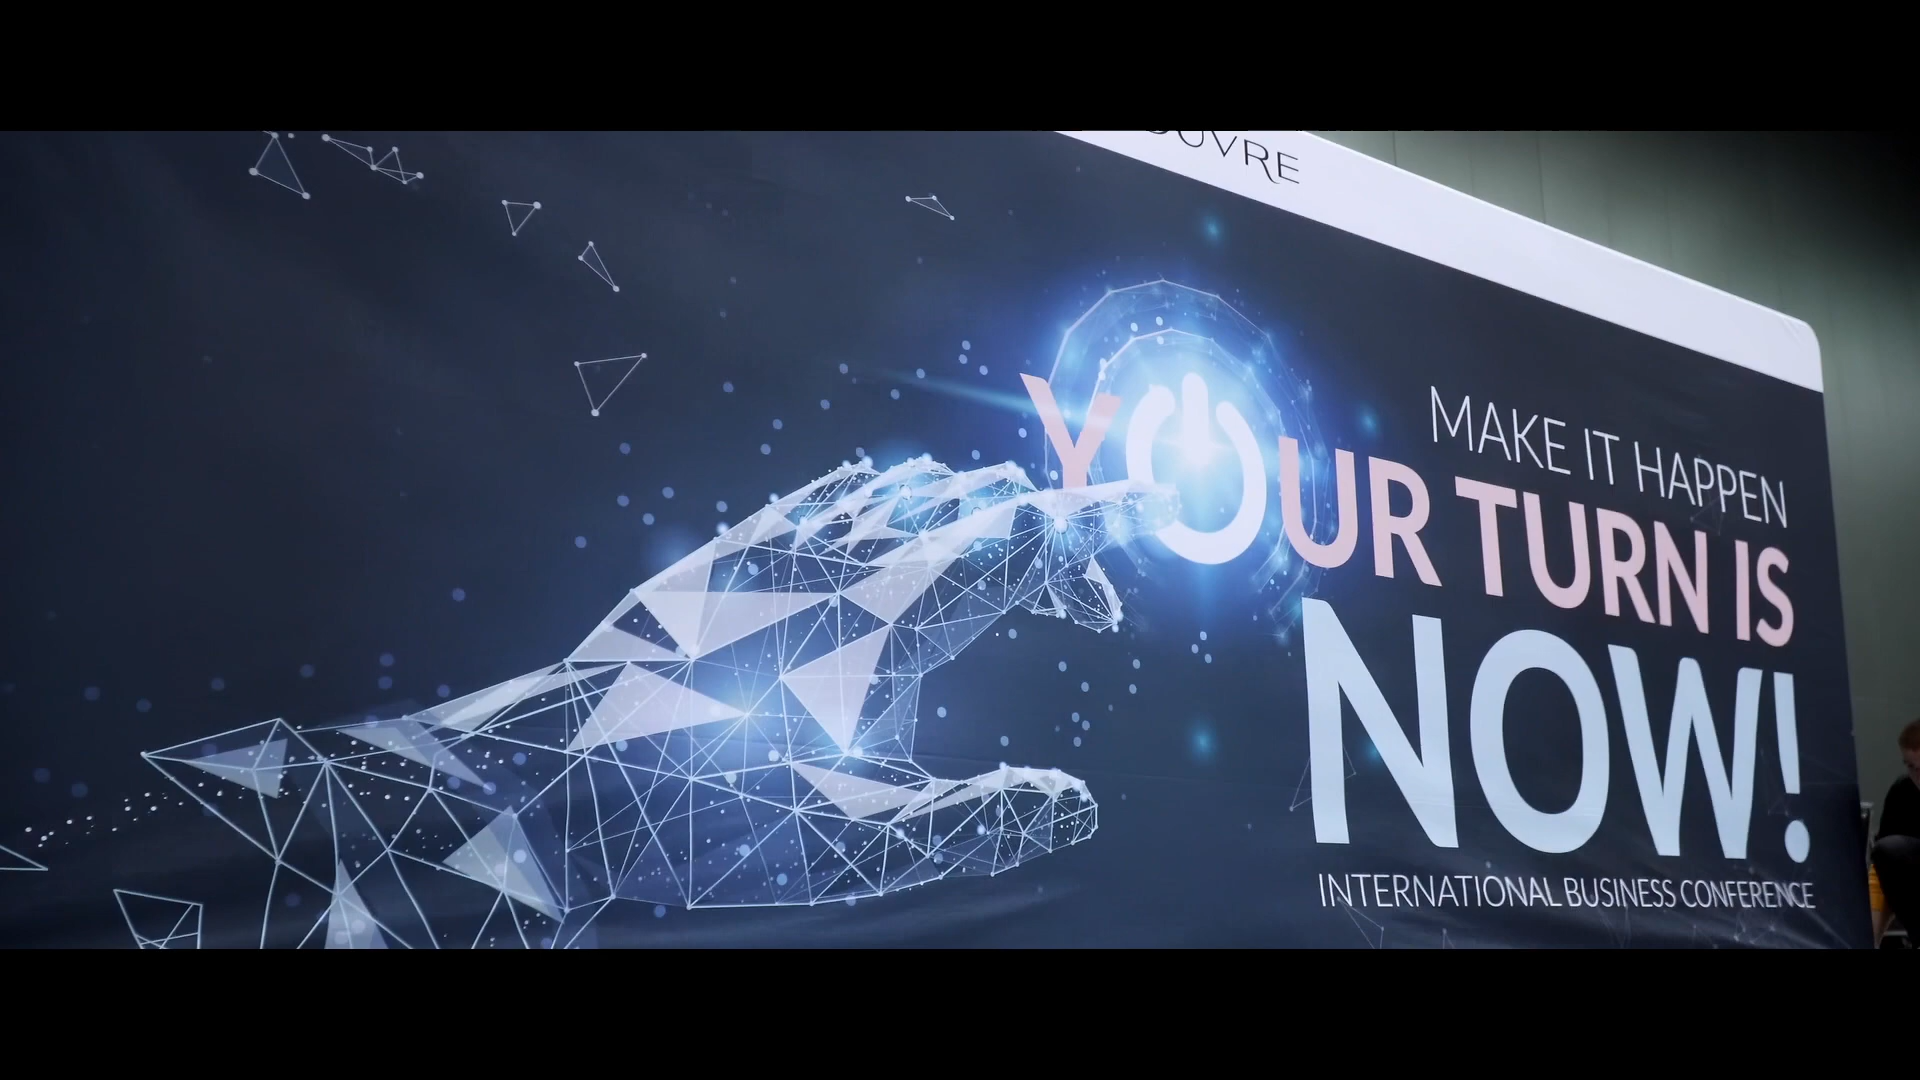 MAKE IT HAPPEN
YOUR TURN IS
NOW!
INTERNATIONAL BUSINESS CONFERENCE